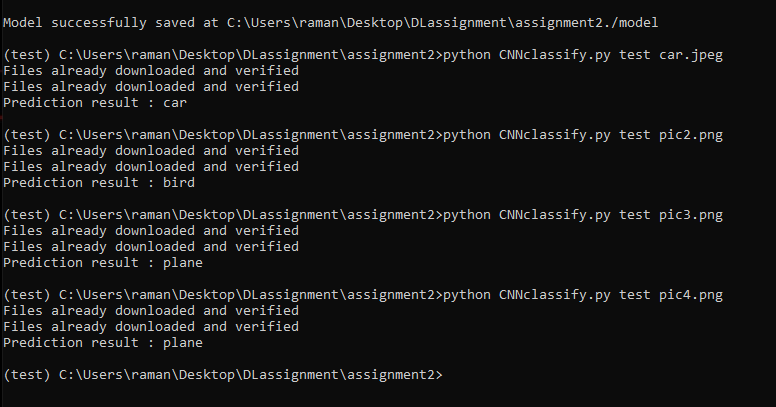 Model successfully saved at C:\Users\raman\Desktop\DLassignment\assignment2./model
(test) C:\Users\raman\Desktop\DLassignment\assignment2>python CNNclassify.py test car.jpeg
Files already downloaded and verified
Files already downloaded and verified
Prediction result : car
(test) C:\Users\raman\Desktop\DLassignment\assignment2>python CNNclassify.py test pic2.png
Files already downloaded and verified
Files already downloaded and verified
Prediction result : bird
(test) C:\Users\raman\Desktop\DLassignment\assignment2>python CNNclassify.py test pic3.png
Files already downloaded and verified
Files already downloaded and verified
Prediction result : plane
(test) C:\Users\raman\Desktop\DLassignment\assignment2>python CNNclassify.py test pic4.png
Files already downloaded and verified
Files already downloaded and verified
Prediction result : plane
(test) C:\Users\raman\Desktop\DLassignment\assignment2>